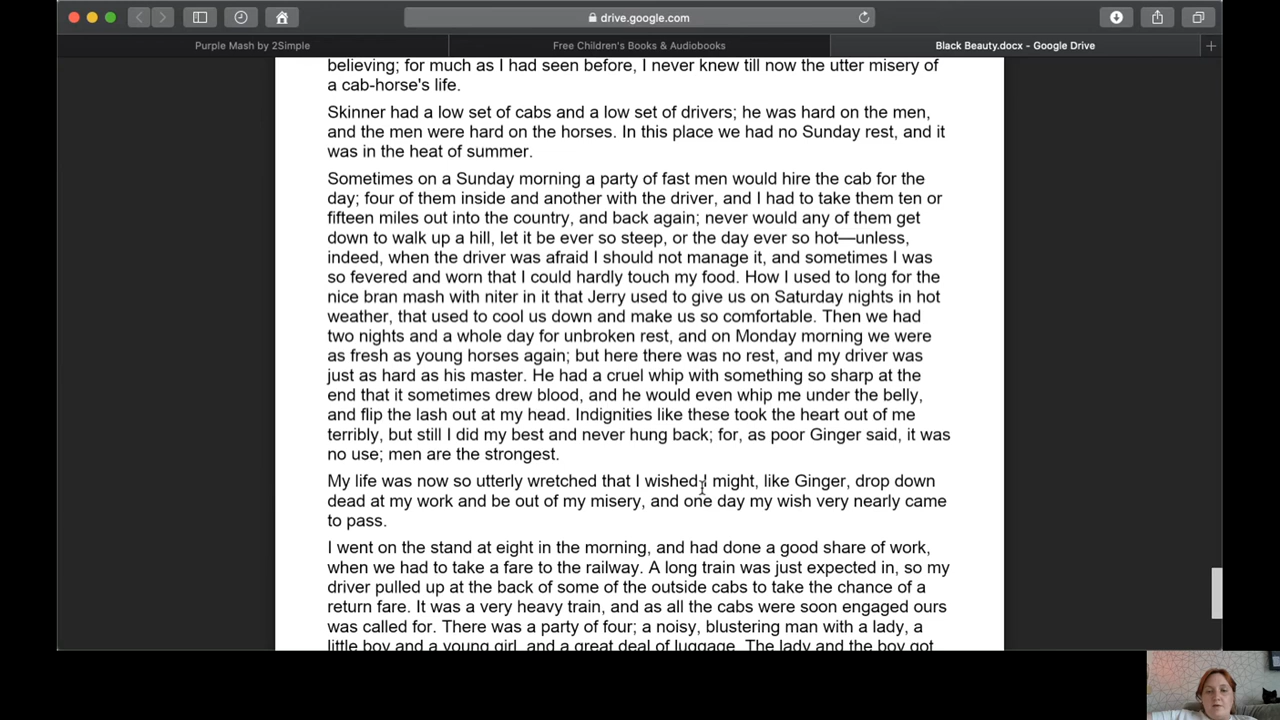 drive.google.com
Purple Mash by 2Simple
Free Children's Books & Audiobooks
Black Beauty.docx - Google Drive
believing; for much as I had seen before, I never knew till now the utter misery of
a cab-horse's life.
Skinner had a low set of cabs and a low set of drivers; he was hard on the men,
and the men were hard on the horses. In this place we had no Sunday rest, and it
was in the heat of summer.
Sometimes on a Sunday morning a party of fast men would hire the cab for the
day; four of them inside and another with the driver, and I had to take them ten or
fifteen miles out into the country, and back again; never would any of them get
down to walk up a hill, let it be ever so steep, or the day ever so hot—unless,
indeed, when the driver was afraid I should not manage it, and sometimes I was
so fevered and worn that I could hardly touch my food. How I used to long for the
nice bran mash with niter in it that Jerry used to give us on Saturday nights in hot
weather, that used to cool us down and make us so comfortable. Then we had
two nights and a whole day for unbroken rest, and on Monday morning we were
as fresh as young horses again; but here there was no rest, and my driver was
just as hard as his master. He had a cruel whip with something so sharp at the
end that it sometimes drew blood, and he would even whip me under the belly,
and flip the lash out at my head. Indignities like these took the heart out of me
terribly, but still I did my best and never hung back; for, as poor Ginger said, it was
no use; men are the strongest.
My life was now so utterly wretched that I wished I might, like Ginger, drop down
dead at my work and be out of my misery, and one day my wish very nearly came
to pass.
I went on the stand at eight in the morning, and had done a good share of work,
when we had to take a fare to the railway. A long train was just expected in, so my
driver pulled up at the back of some of the outside cabs to take the chance of a
return fare. It was a very heavy train, and as all the cabs were soon engaged ours
was called for. There was a party of four; a noisy, blustering man with a lady, a
little boy and a young girl, and a great deal of luggage. The lady and the boy got